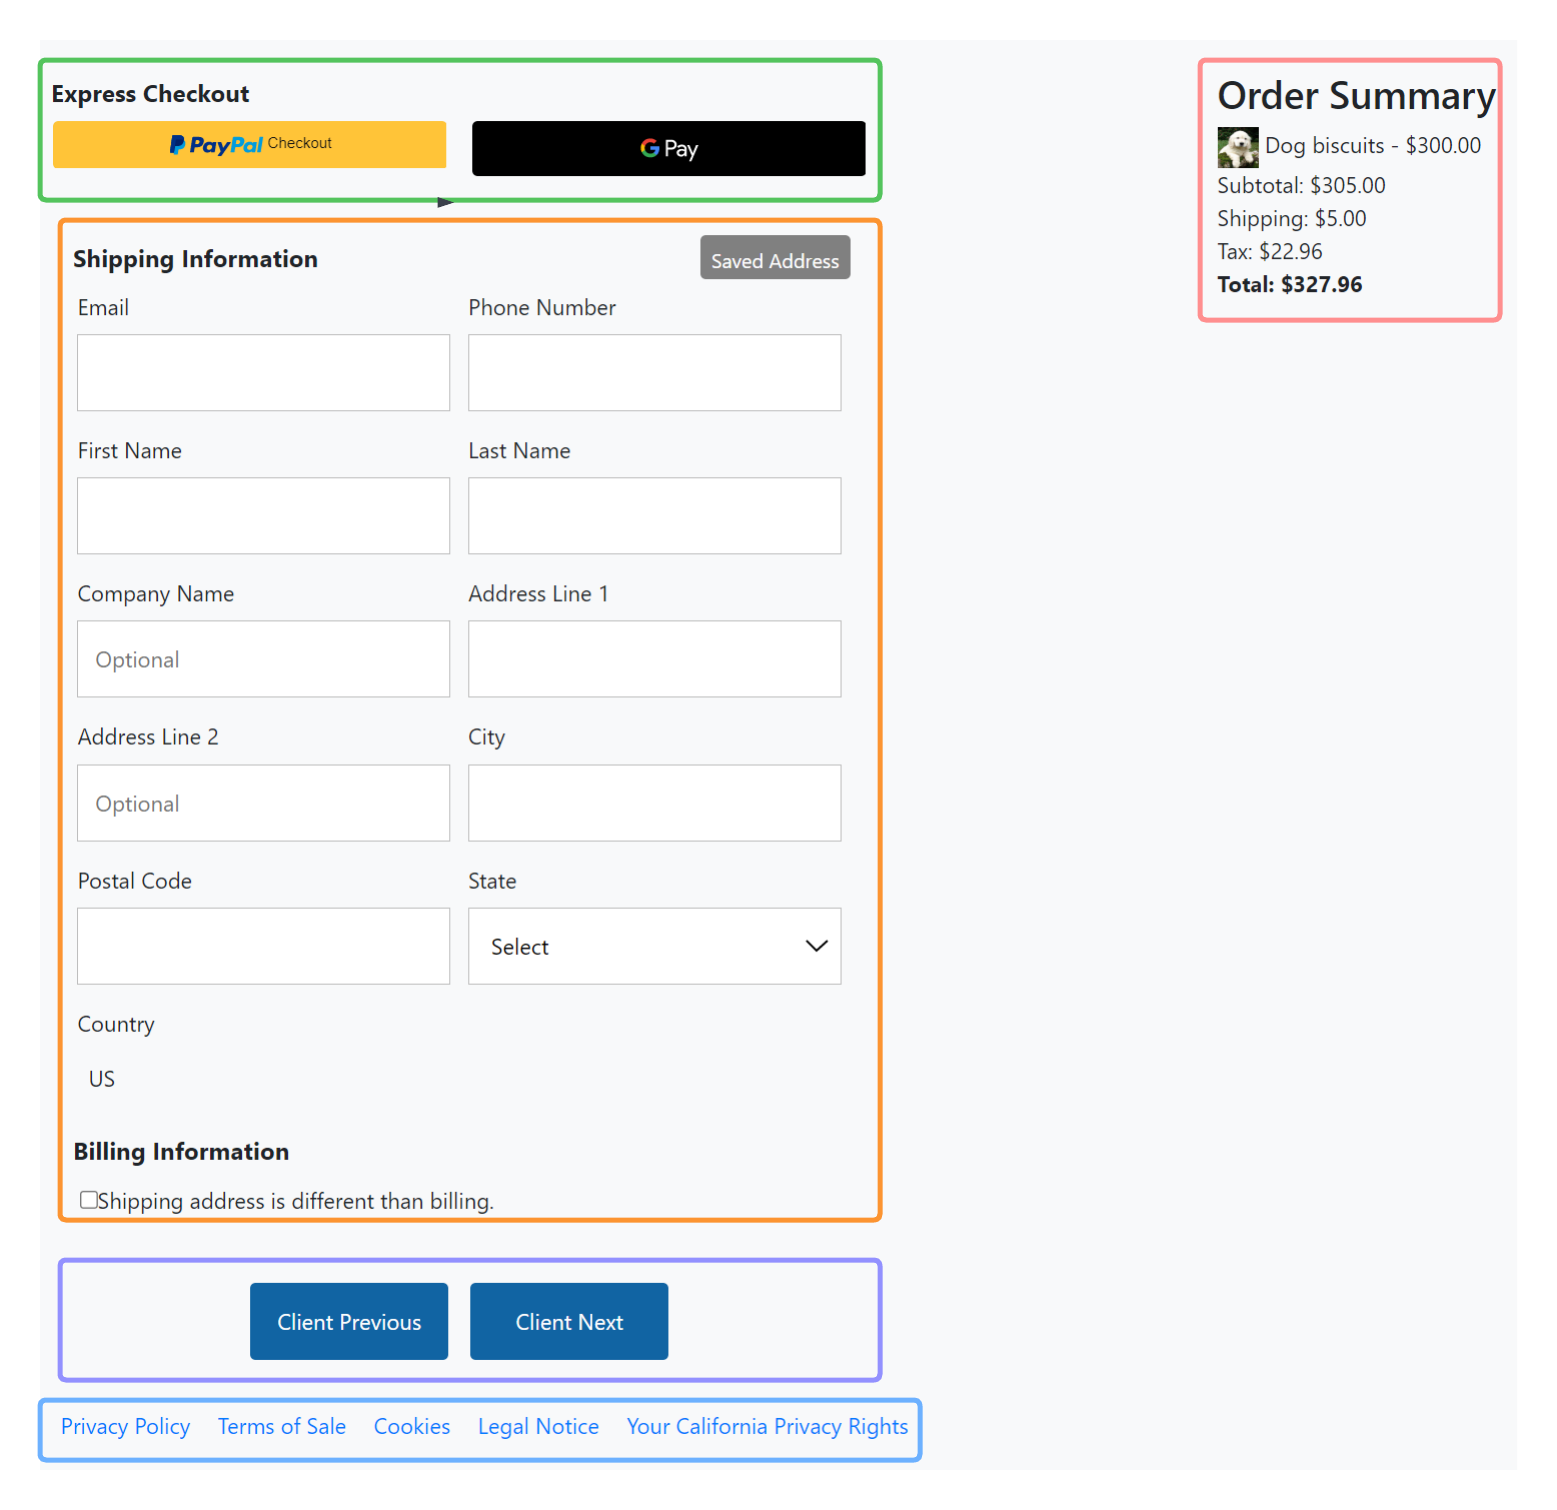 Express Checkout
PayPal Checkout
G Pay
Shipping Information
Saved Address
Email
Phone Number
First Name
Last Name
Company Name
Address Line 1
Optional
Address Line 2
City
Optional
Postal Code
State
Select
Country
US
Billing Information
Shipping address is different than billing.
Client Previous
Client Next
Privacy Policy Terms of Sale Cookies Legal Notice Your California Privacy Rights
Order Summary
Dog biscuits - $300.00
Subtotal: $305.00
Shipping: $5.00
Tax: $22.96
Total: $327.96